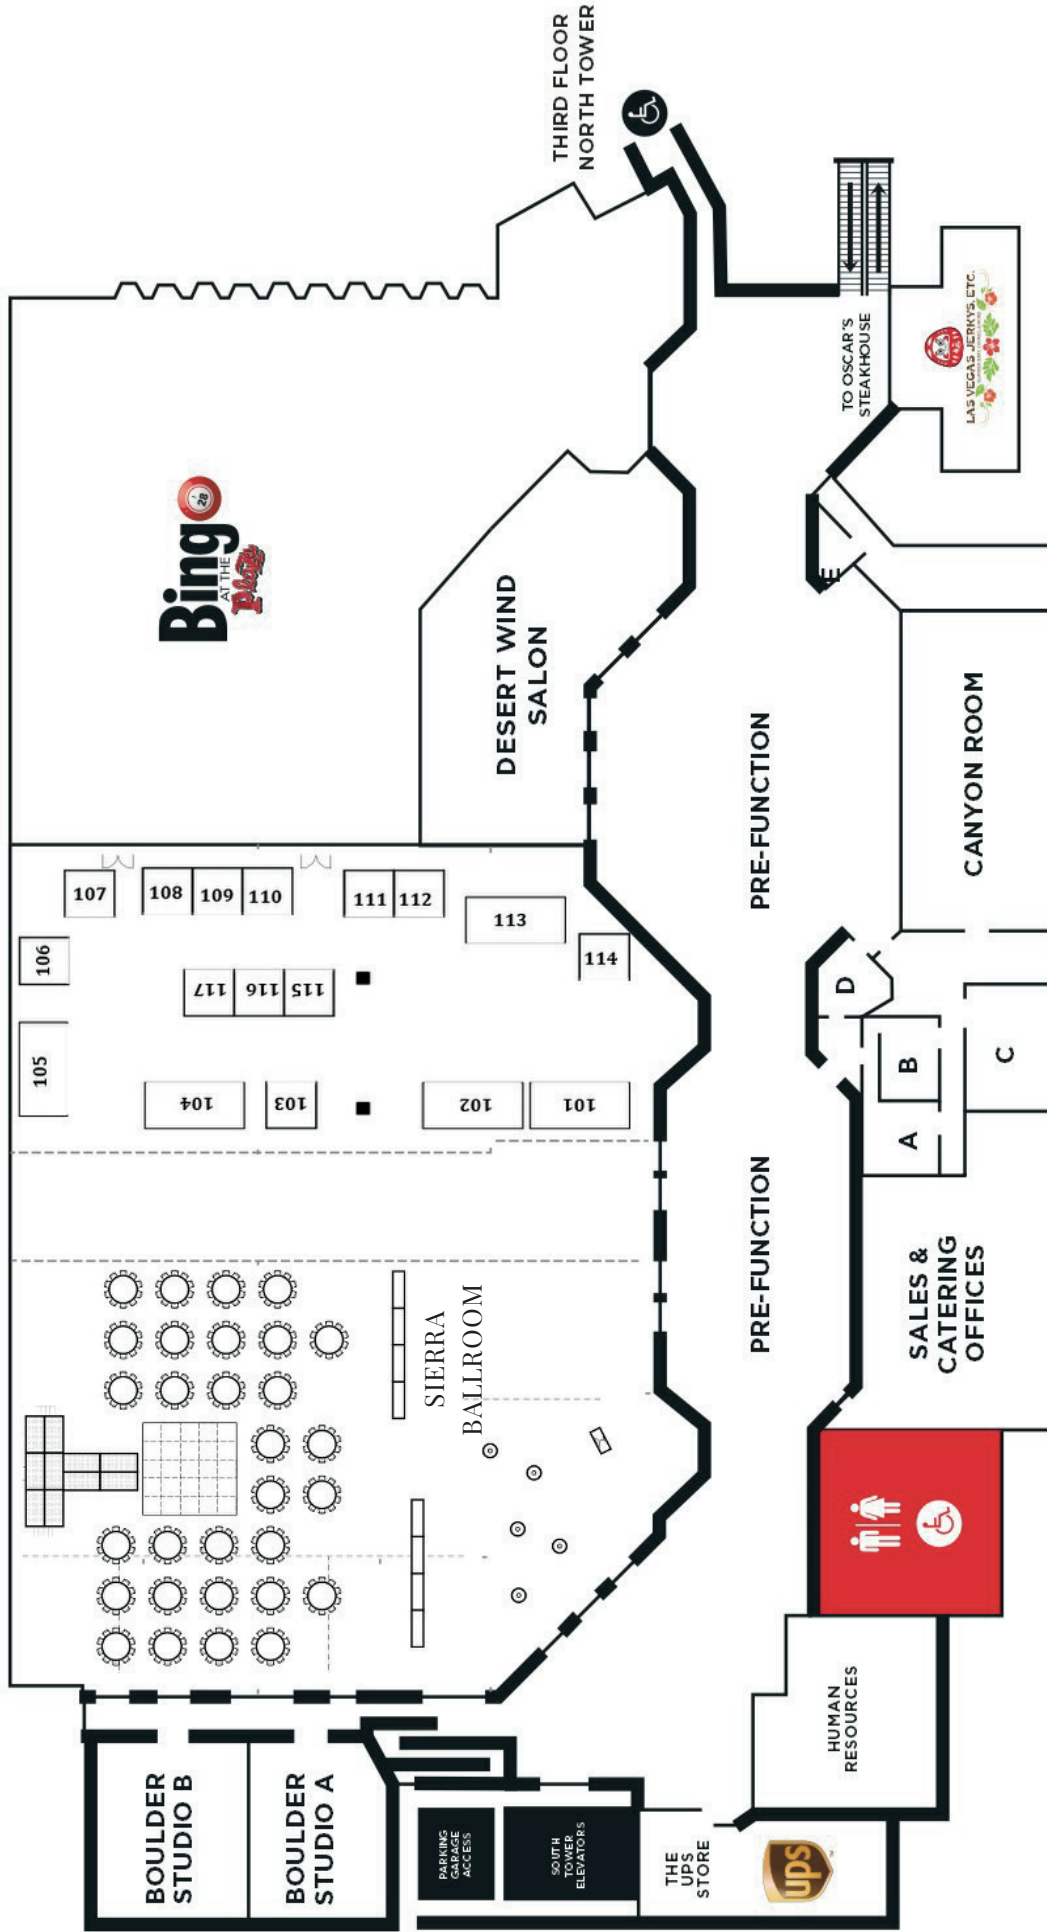 THIRD FLOOR
NORTH TOWER
TO OSCAR'S
STEAKHOUSE
LAS VEGAS JERKYS, ETC.
Bingo
28
AT THE
Plaza
DESERT WIND
SALON
PRE-FUNCTION
CANYON ROOM
107
108
109
110
111
112
113
114
106
117
116
115
105
104
103
102
101
E
D
B
C
A
PRE-FUNCTION
SALES &
CATERING
OFFICES
SIERRA
BALLROOM
HUMAN
RESOURCES
BOULDER
STUDIO B
BOULDER
STUDIO A
PARKING
GARAGE
ACCESS
SOUTH
TOWER
ELEVATORS
THE
UPS
STORE
ups